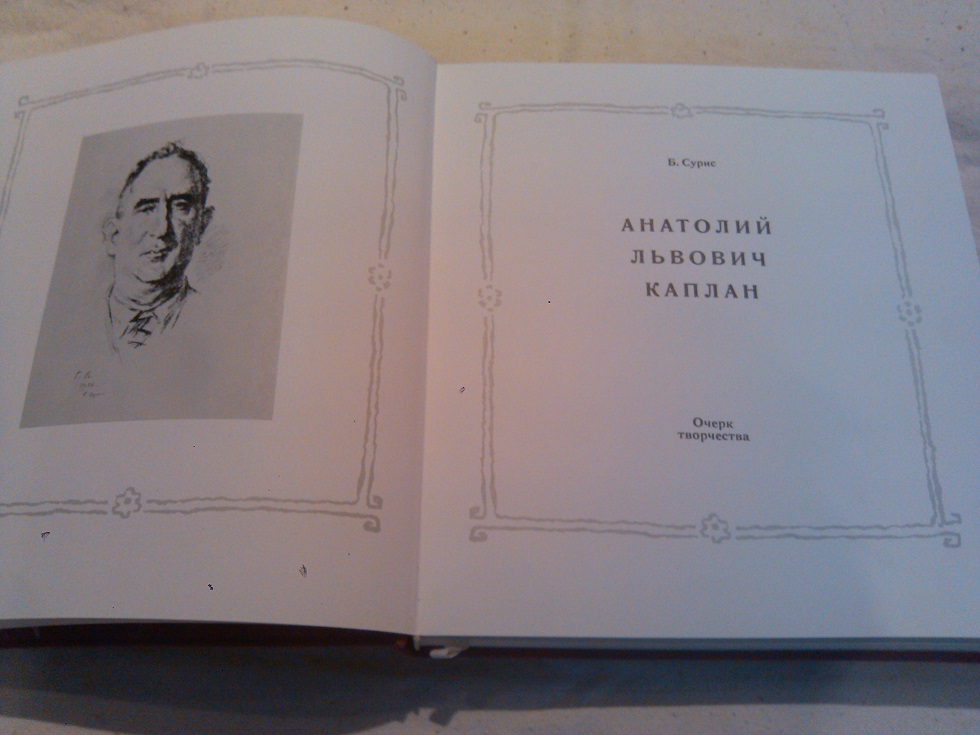 Б. Сурис
АНАТОЛИЙ
ЛЬВОВИЧ
КАПЛАН
Очерк
творчества